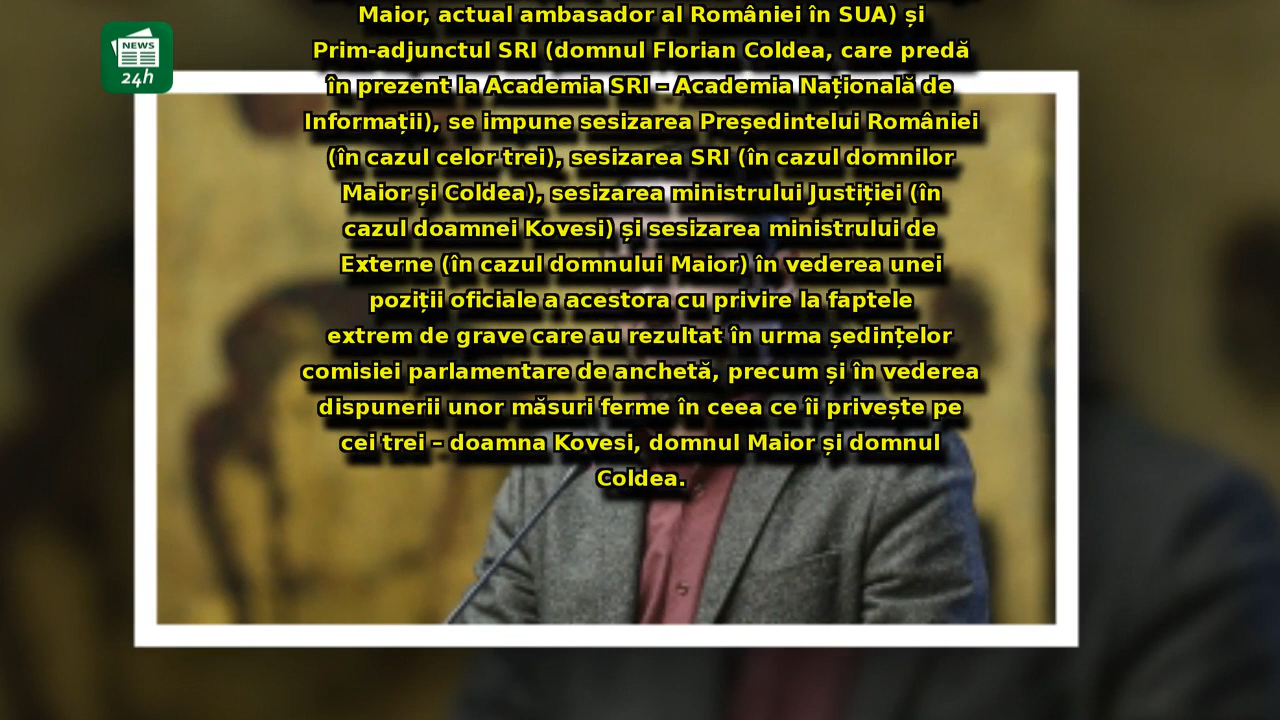 NEWS
24h
Maior, actual ambasador al României în SUA) și
Prim-adjunctul SRI (domnul Florian Coldea, care predă
în prezent la Academia SRI – Academia Națională de
Informații), se impune sesizarea Președintelui României
(în cazul celor trei), sesizarea SRI (în cazul domnilor
Maior și Coldea), sesizarea ministrului Justiției (în
cazul doamnei Kovesi) și sesizarea ministrului de
Externe (în cazul domnului Maior) în vederea unei
poziții oficiale a acestora cu privire la faptele
extrem de grave care au rezultat în urma ședințelor
comisiei parlamentare de anchetă, precum și în vederea
dispunerii unor măsuri ferme în ceea ce îi privește pe
cei trei – doamna Kovesi, domnul Maior și domnul
Coldea.